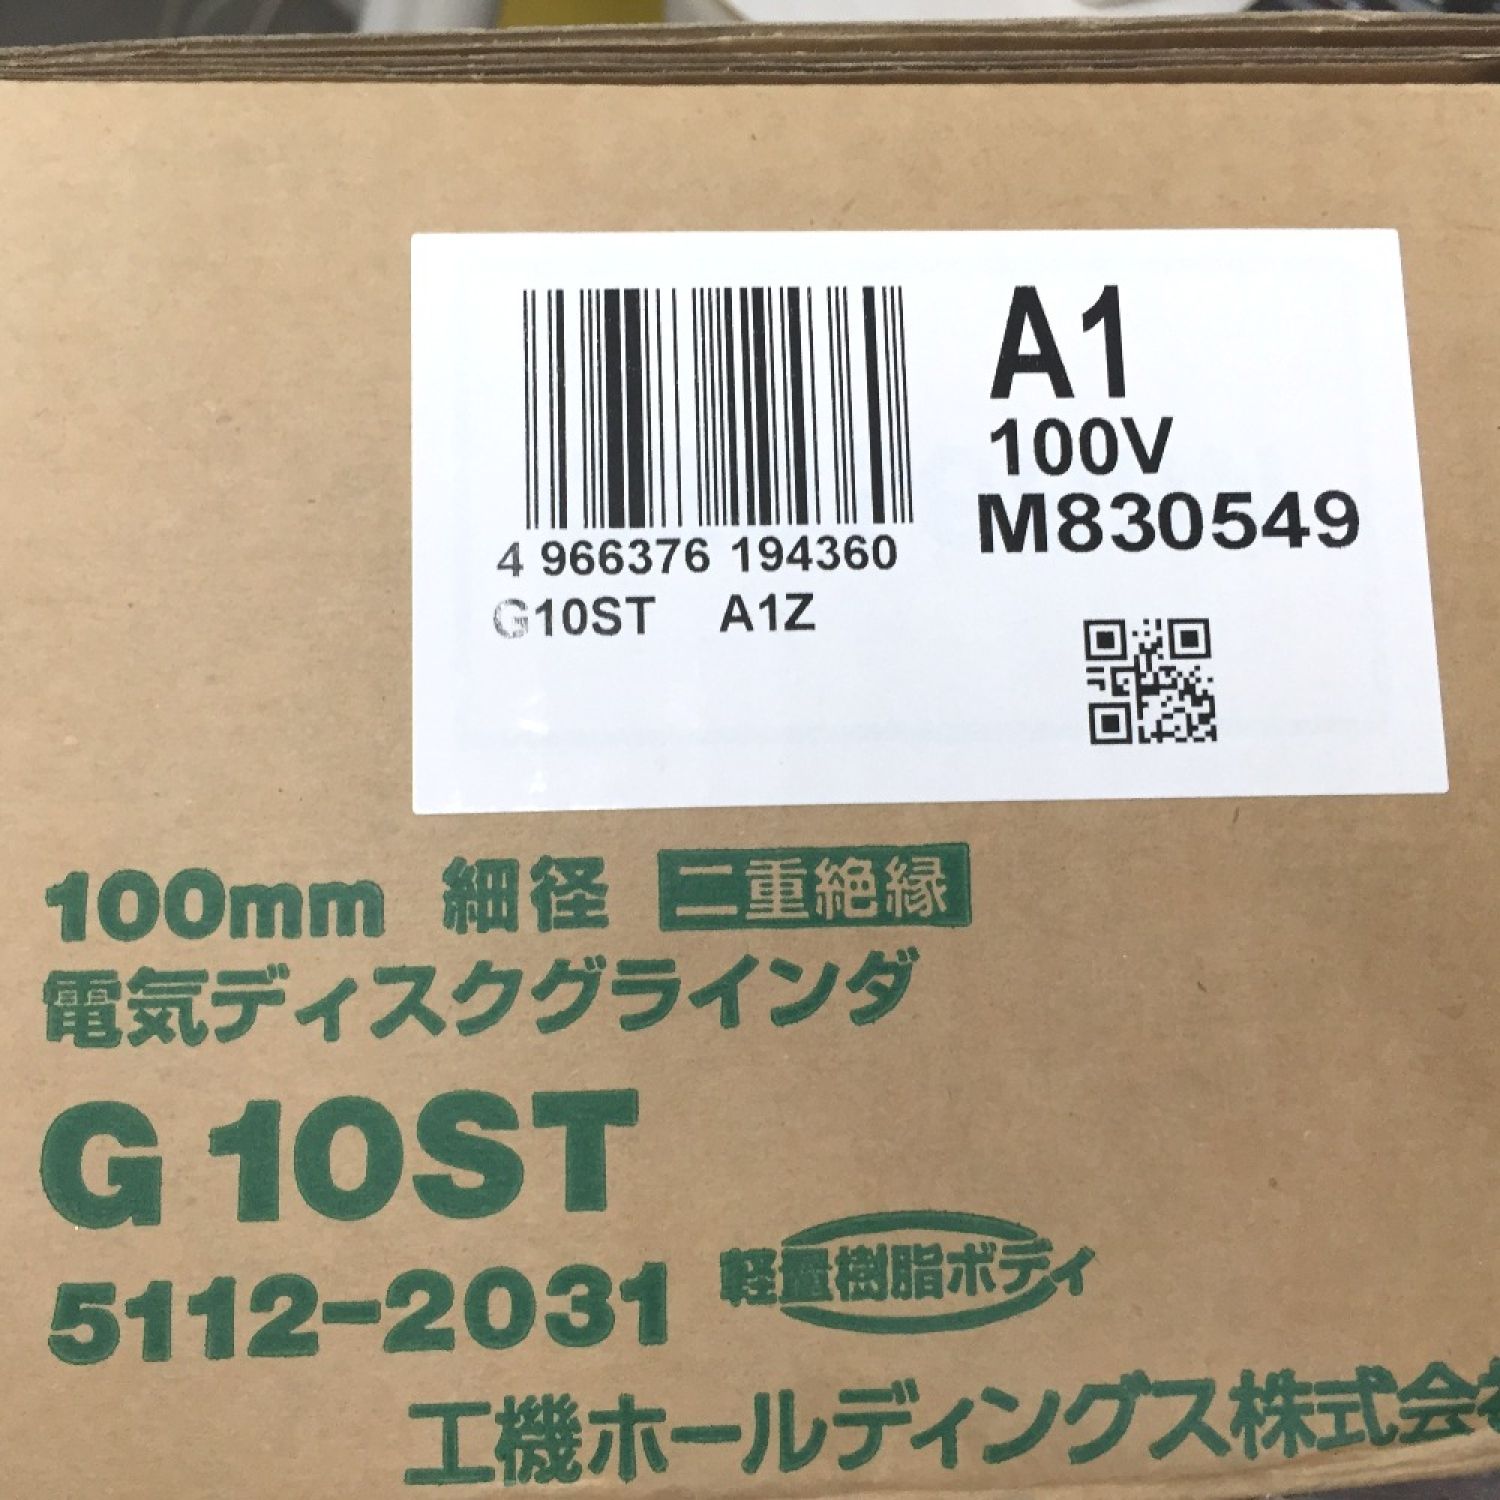 A1
100V
M830549
4 966376 194360
G10ST A1Z
100mm 細径 二重絶縁
電気ディスクグラインダ
G10ST
5112-2031
軽量樹脂ボディ
工機ホールディングス株式会